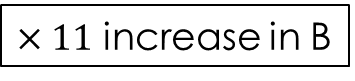 × 11 increase in B